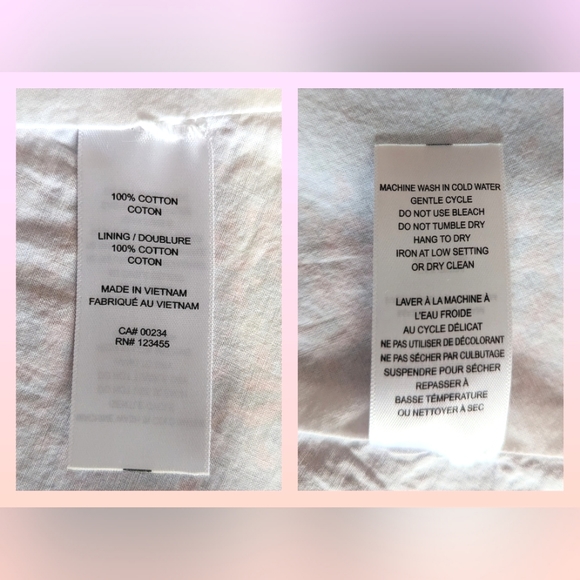 100% COTTON
COTON
LINING / DOUBLURE
100% COTTON
COTON
MADE IN VIETNAM
FABRIQUÉ AU VIETNAM
CA# 00234
RN# 123455
MACHINE WASH IN COLD WATER
GENTLE CYCLE
DO NOT USE BLEACH
DO NOT TUMBLE DRY
HANG TO DRY
IRON AT LOW SETTING
OR DRY CLEAN
LAVER À LA MACHINE À
L'EAU FROIDE
AU CYCLE DÉLICAT
NE PAS UTILISER DE DÉCOLORANT
NE PAS SÉCHER PAR CULBUTAGE
SUSPENDRE POUR SÉCHER
REPASSER À
BASSE TÉMPÉRATURE
OU NETTOYER À SEC